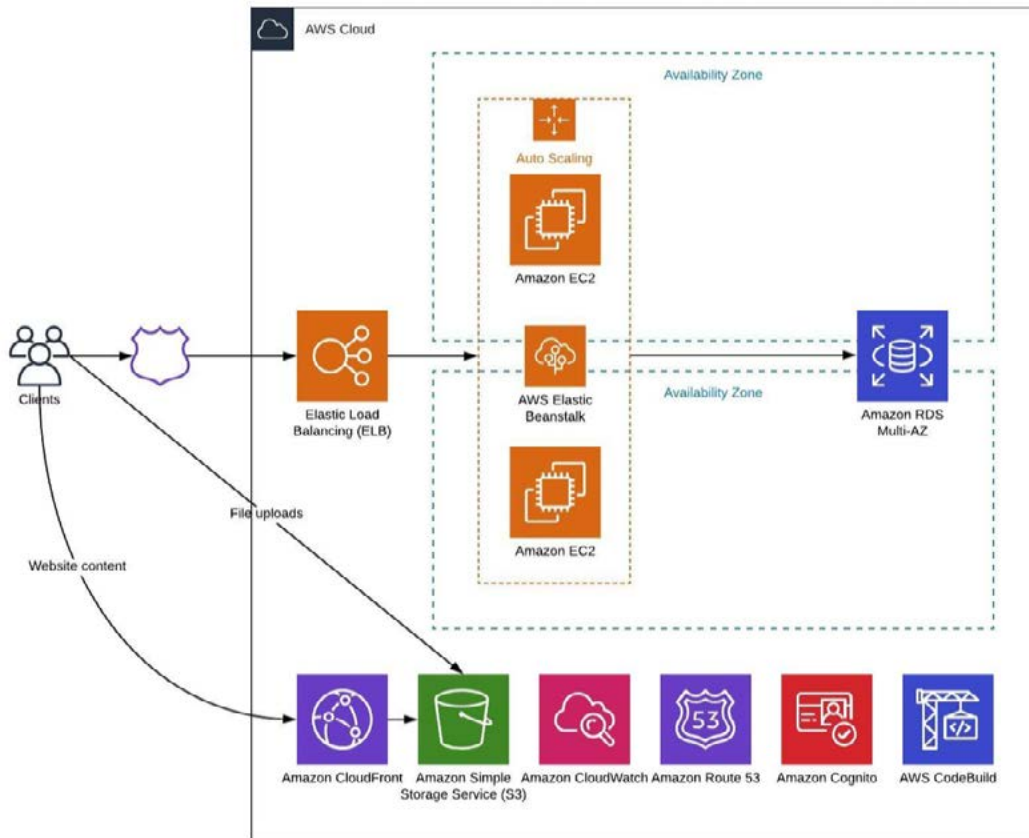 AWS Cloud
Availability Zone
Auto Scaling
Amazon EC2
Clients
Elastic Load
Balancing (ELB)
AWS Elastic
Beanstalk
Availability Zone
Amazon RDS
Multi-AZ
File uploads
Amazon EC2
Website content
Amazon CloudFront
Amazon Simple
Storage Service (S3)
Amazon CloudWatch
53
Amazon Route 53
Amazon Cognito
</>
AWS CodeBuild